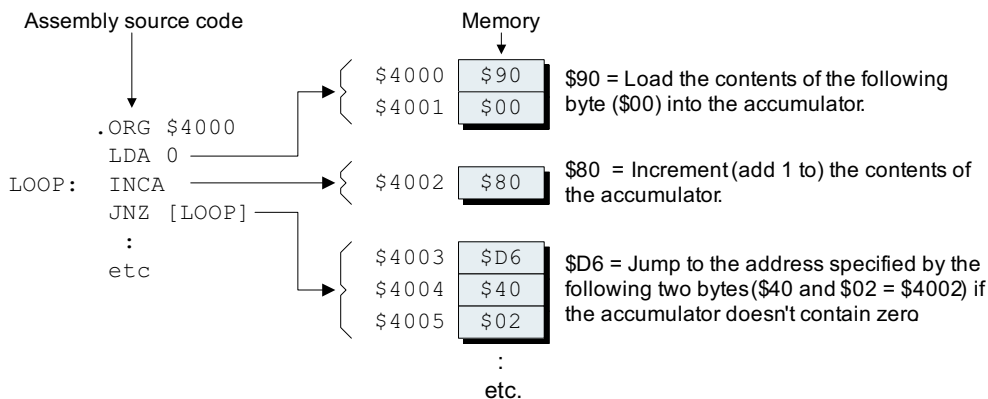 Assembly source code
Memory
.ORG $4000
LDA 0
LOOP: INCA
JNZ [LOOP]
:
etc
$4000 $90
$4001 $00
$90 = Load the contents of the following
byte ($00) into the accumulator.
$4002 $80
$80 = Increment (add 1 to) the contents of
the accumulator.
$4003 $D6
$4004 $40
$4005 $02
$D6 = Jump to the address specified by the
following two bytes ($40 and $02 = $4002) if
the accumulator doesn't contain zero
:
etc.